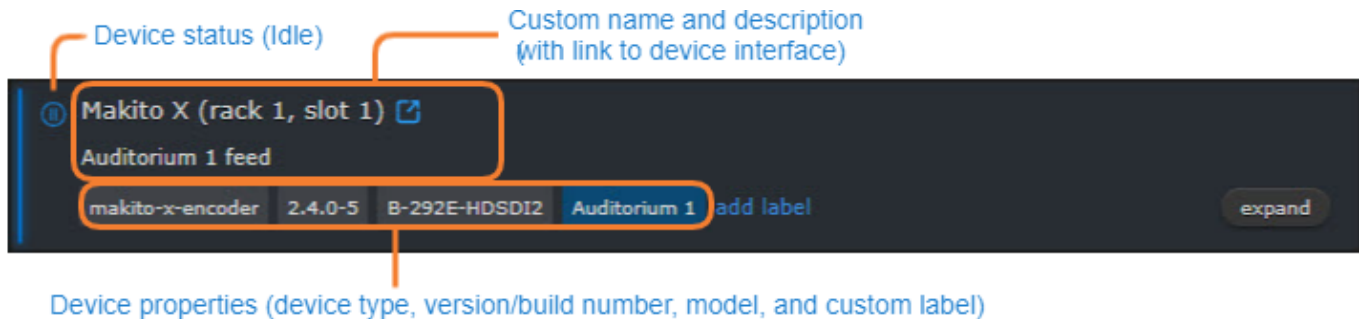 Device status (Idle)
Custom name and description
(with link to device interface)
Makito X (rack 1, slot 1)
Auditorium 1 feed
makito-x-encoder 2.4.0-5 B-292E-HDSDI2 Auditorium 1 add label expand
Device properties (device type, version/build number, model, and custom label)